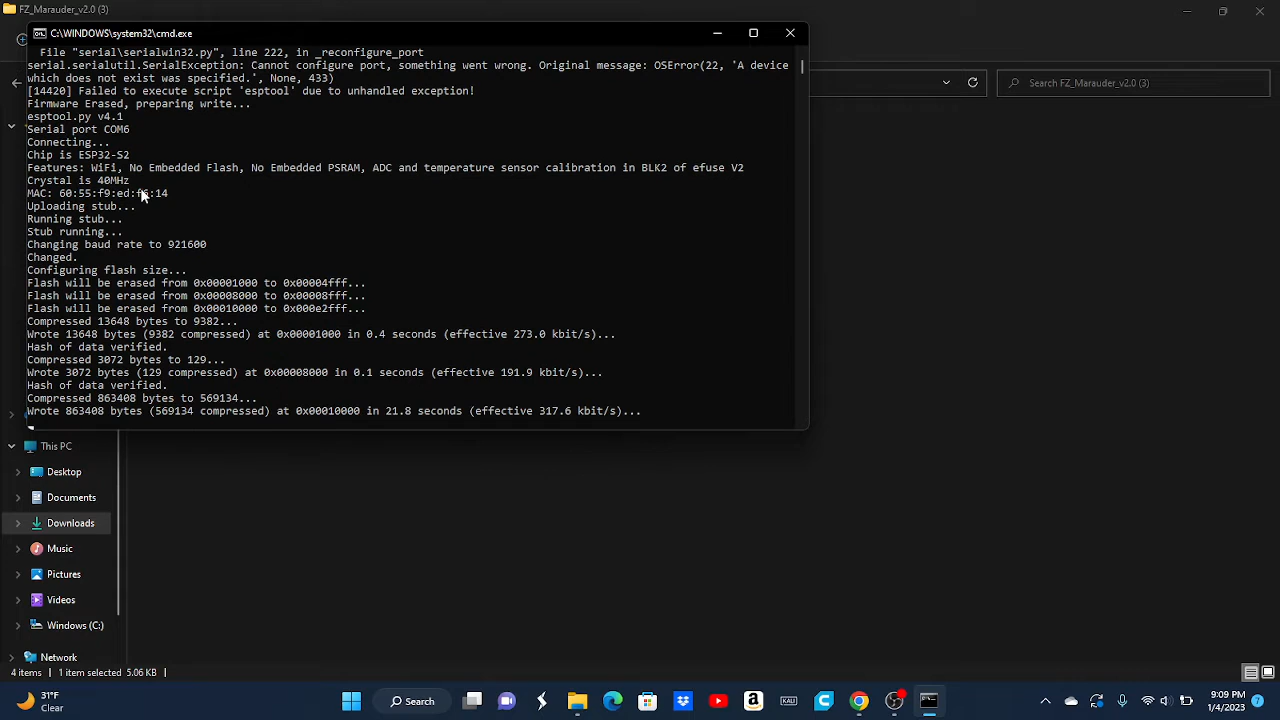 FZ_Marauder_v2.0 (3)
C:\WINDOWS\system32\cmd.exe
File "serial\serialwin32.py", line 222, in _reconfigure_port
serial.serialutil.SerialException: Cannot configure port, something went wrong. Original message: OSError(22, 'A device
which does not exist was specified.', None, 433)
[14420] Failed to execute script 'esptool' due to unhandled exception!
Firmware Erased, preparing write...
esptool.py v4.1
Serial port COM6
Connecting...
Chip is ESP32-S2
Features: WiFi, No Embedded Flash, No Embedded PSRAM, ADC and temperature sensor calibration in BLK2 of efuse V2
Crystal is 40MHz
MAC: 60:55:f9:ed: :14
Uploading stub...
Running stub...
Stub running...
Changing baud rate to 921600
Changed.
Configuring flash size...
Flash will be erased from 0x00001000 to 0x00004fff...
Flash will be erased from 0x00008000 to 0x00008fff...
Flash will be erased from 0x00010000 to 0x000e2fff...
Compressed 13648 bytes to 9382...
Wrote 13648 bytes (9382 compressed) at 0x00001000 in 0.4 seconds (effective 273.0 kbit/s)...
Hash of data verified.
Compressed 3072 bytes to 129...
Wrote 3072 bytes (129 compressed) at 0x00008000 in 0.1 seconds (effective 191.9 kbit/s)...
Hash of data verified.
Compressed 863408 bytes to 569134...
Wrote 863408 bytes (569134 compressed) at 0x00010000 in 21.8 seconds (effective 317.6 kbit/s)...
Search FZ_Marauder_v2.0 (3)
This PC
Desktop
Documents
Downloads
Music
Pictures
Videos
Windows (C:)
Network
4 items
1 item selected 5.06 KB
31°F
Clear
Search
KALI
9:09 PM
1/4/2023